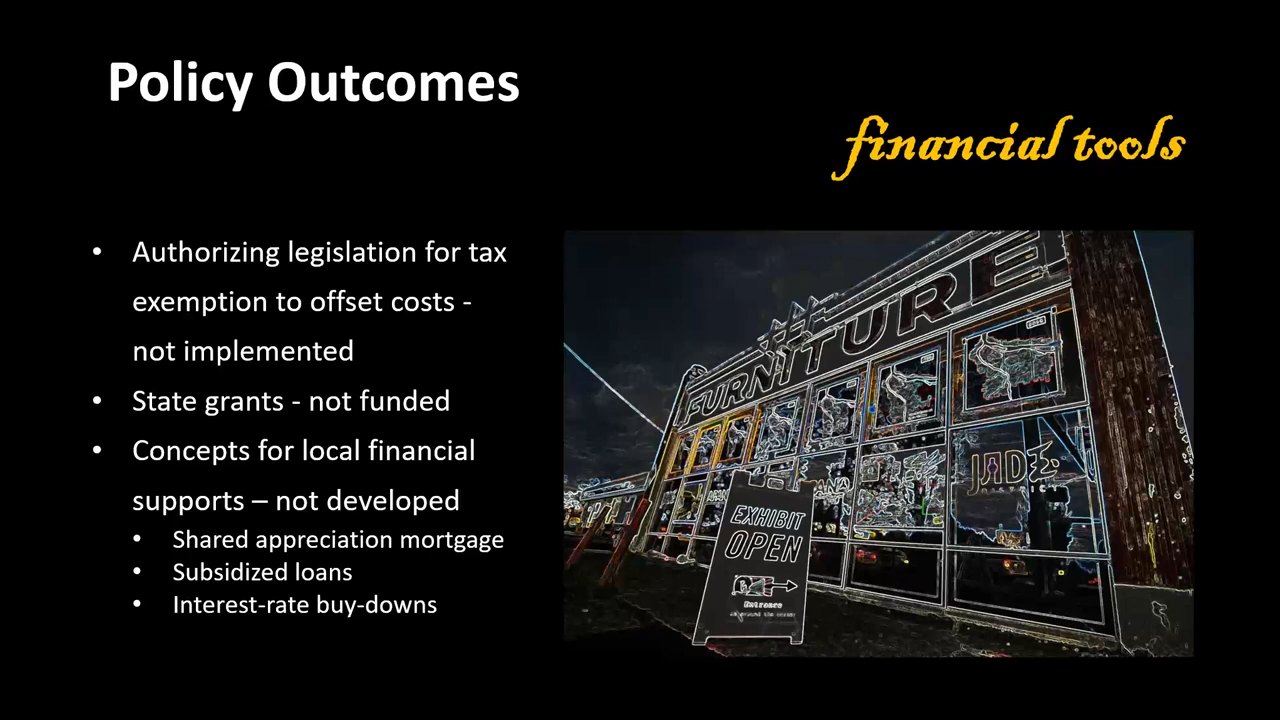 Policy Outcomes
financial tools
• Authorizing legislation for tax
exemption to offset costs -
not implemented
• State grants - not funded
• Concepts for local financial
supports – not developed
• Shared appreciation mortgage
• Subsidized loans
• Interest-rate buy-downs
FURNITURE
JADE
DISTRICT
EXHIBIT
OPEN
Entrance